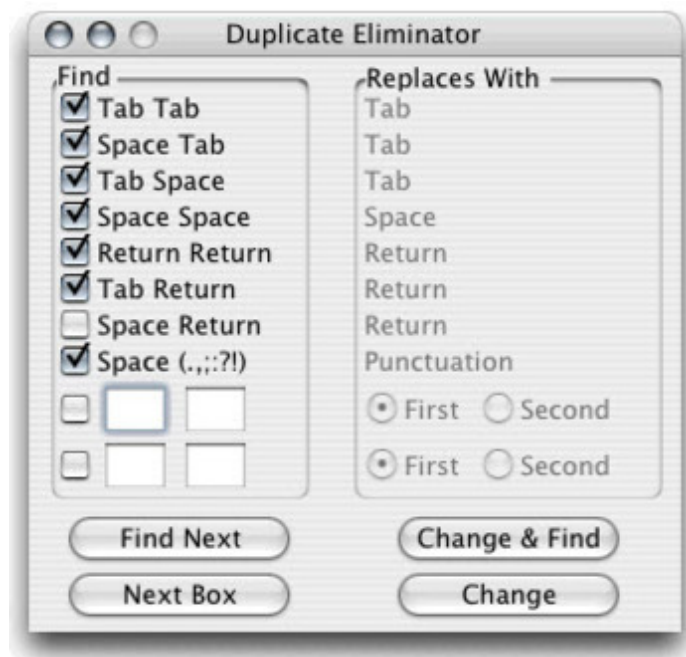 Duplicate Eliminator
Find Replaces With
Tab Tab Tab
Space Tab Tab
Tab Space Tab
Space Space Space
Return Return Return
Tab Return Return
Space Return Return
Space (.,;:?!) Punctuation
First Second
First Second
Find Next Change & Find
Next Box Change